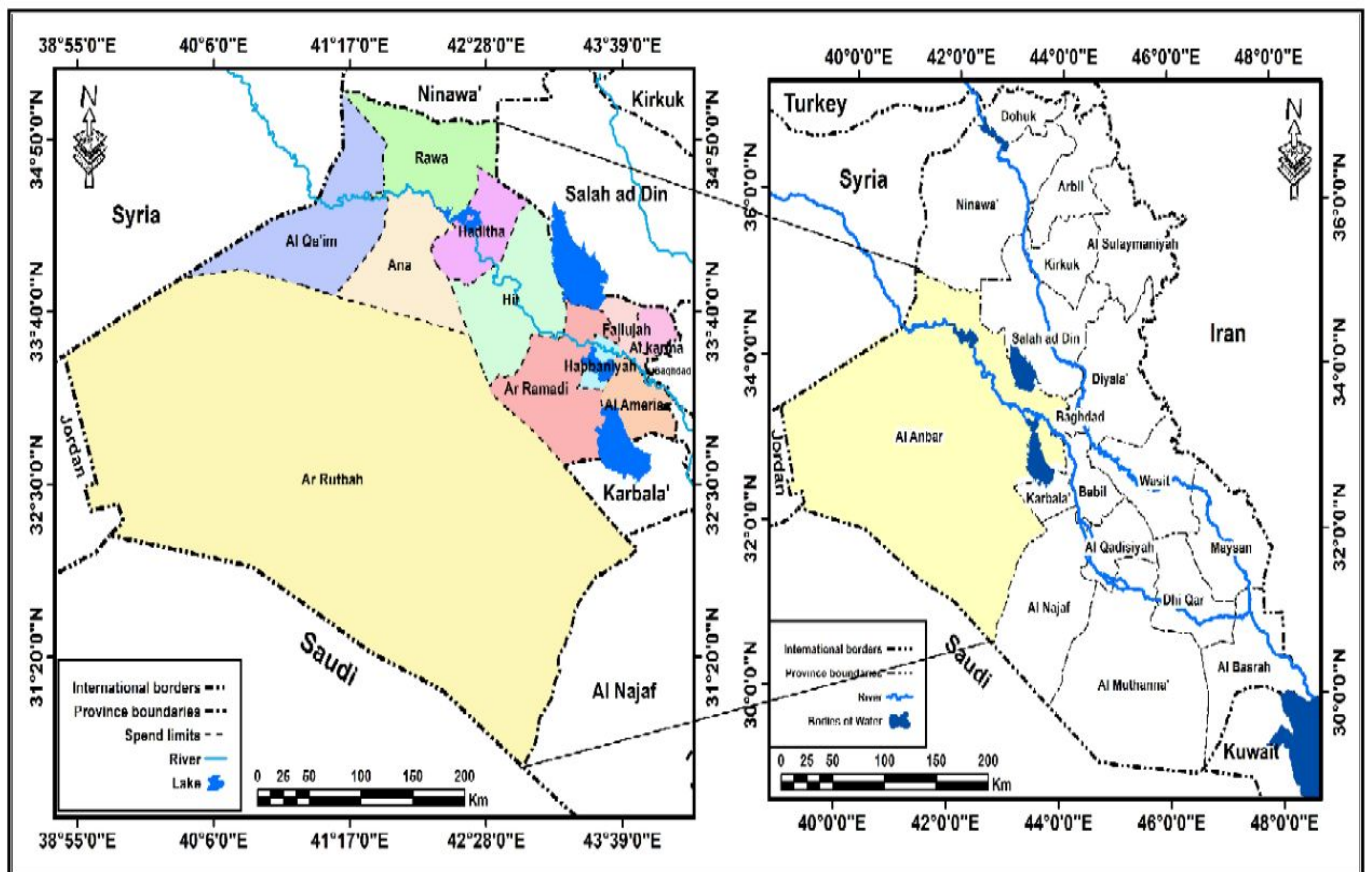 38°55'0"E 40°6'0"E 41°17'0"E 42°28'0"E 43°39'0"E
34°50'0"N
33°40'0"N
32°30'0"N
31°20'0"N
N
Ninawa'
Kirkuk
Rawa
Salah ad Din
Syria
Haditha
Al Qa'im
Ana
Hit
Fallujah
Al karma
Baghdad
Habbaniyah
Ar Ramadi
Al Ameria
Jordan
Ar Rutbah
Karbala'
Saudi
Al Najaf
International borders
Province boundaries
Spend limits
River
Lake
0 25 50 100 150 200
Km
34°50'0"N
33°40'0"N
32°30'0"N
31°20'0"N
38°55'0"E 40°6'0"E 41°17'0"E 42°28'0"E 43°39'0"E
40°0'0"E 42°0'0"E 44°0'0"E 46°0'0"E 48°0'0"E
36°0'0"N
34°0'0"N
32°0'0"N
30°0'0"N
N
Turkey
Dohuk
Syria
Arbil
Ninawa'
Al Sulaymaniyah
Kirkuk
Iran
Salah ad Din
Diyala'
Baghdad
Al Anbar
Jordan
Wasit
Karbala'
Babil
Al Qadisiyah
Maysan
Al Najaf
Dhi Qar
Saudi
Al Basrah
Al Muthanna'
Kuwait
International borders
Province boundaries
River
Bodies of Water
0 25 50 100 150 200
Km
36°0'0"N
34°0'0"N
32°0'0"N
30°0'0"N
40°0'0"E 42°0'0"E 44°0'0"E 46°0'0"E 48°0'0"E